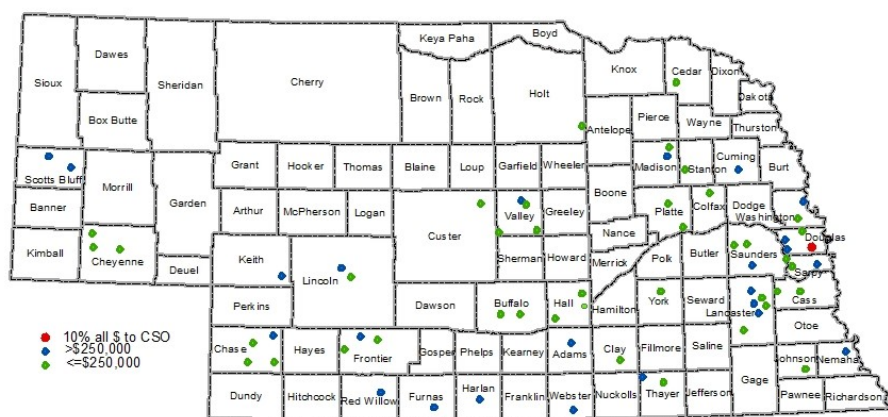 Keya Paha Boyd
Dawes Knox Cedar Dixon
Sioux Sheridan Cherry Brown Rock Holt Dakota
Box Butte Antelope Pierce Wayne Thurston
Scotts Bluff Morrill Grant Hooker Thomas Blaine Loup Garfield Wheeler Madison Stanton Cuming Burt
Banner Garden Arthur McPherson Logan Custer Valley Greeley Boone Platte Colfax Dodge Washington
Kimball Cheyenne Deuel Keith Lincoln Sherman Howard Nance Merrick Polk Butler Saunders Douglas
Sarpy
Perkins Dawson Buffalo Hall Hamilton York Seward Lancaster Cass
Otoe
10% all $ to CSO
>$250,000
<=$250,000
Chase Hayes Frontier Gosper Phelps Kearney Adams Clay Fillmore Saline Johnson Nemaha
Dundy Hitchcock Red Willow Furnas Harlan Franklin Webster Nuckolls Thayer Jefferson Gage Pawnee Richardson